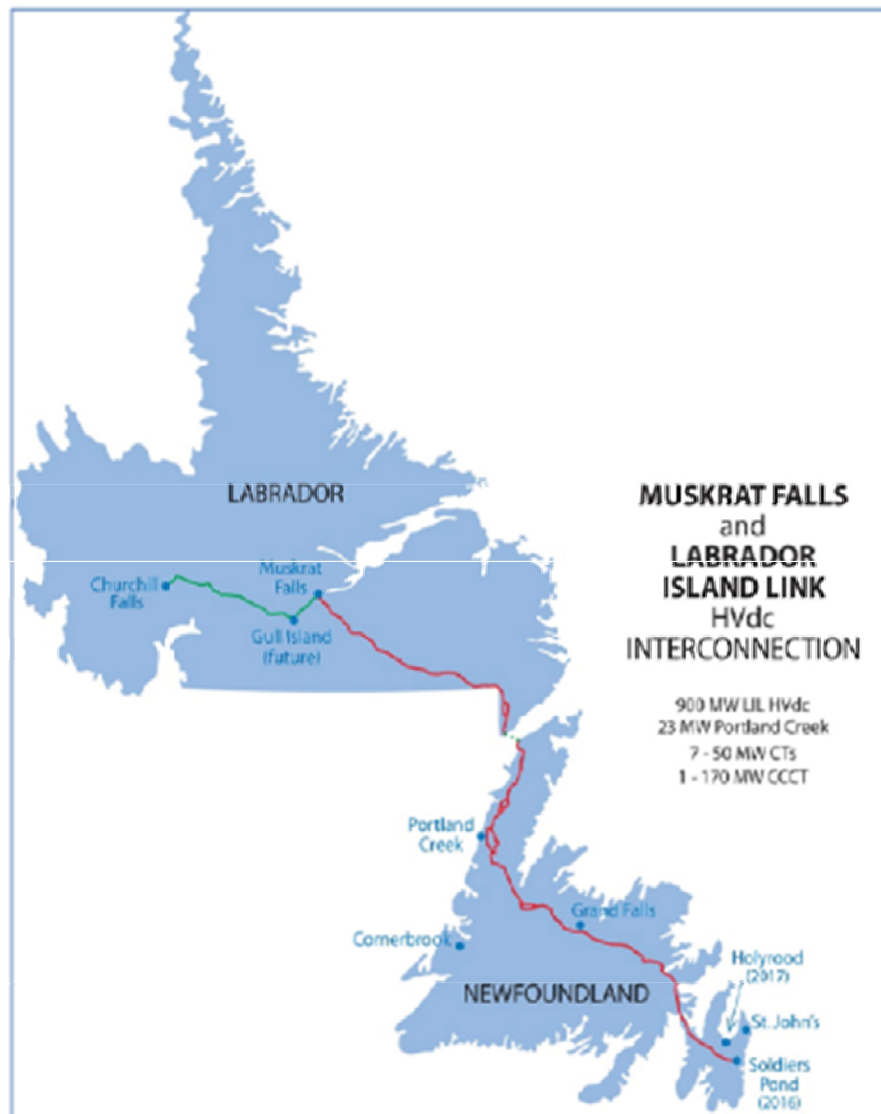 LABRADOR
Churchill
Falls
Muskrat
Falls
Gull Island
(future)
MUSKRAT FALLS
and
LABRADOR
ISLAND LINK
HVdc
INTERCONNECTION
900 MW LIL HVdc
23 MW Portland Creek
7 - 50 MW CTs
1 - 170 MW CCCT
Portland
Creek
Grand Falls
Cornerbrook
NEWFOUNDLAND
Holyrood
(2017)
St. John's
Soldiers
Pond
(2016)